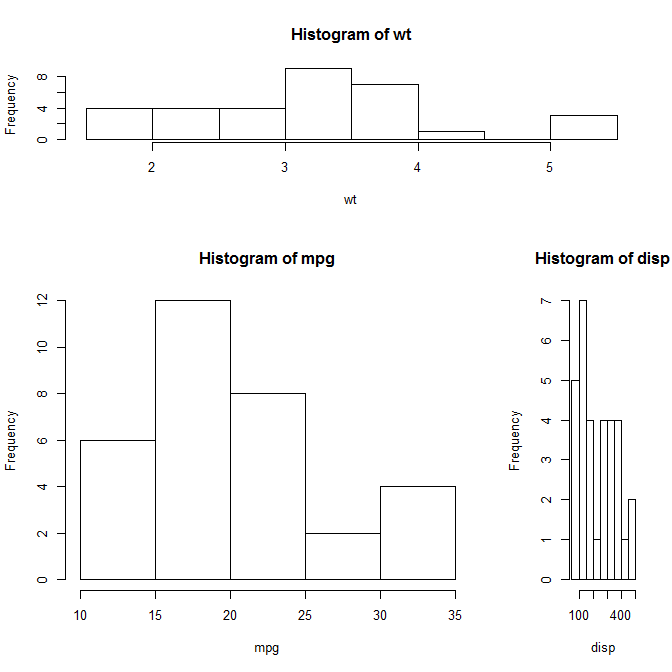 Histogram of wt
Frequency
8
4
0
2 3 4 5
wt
Histogram of mpg
Frequency
12
10
8
6
4
2
0
10 15 20 25 30 35
mpg
Histogram of disp
Frequency
7
6
5
4
3
2
1
0
100 400
disp